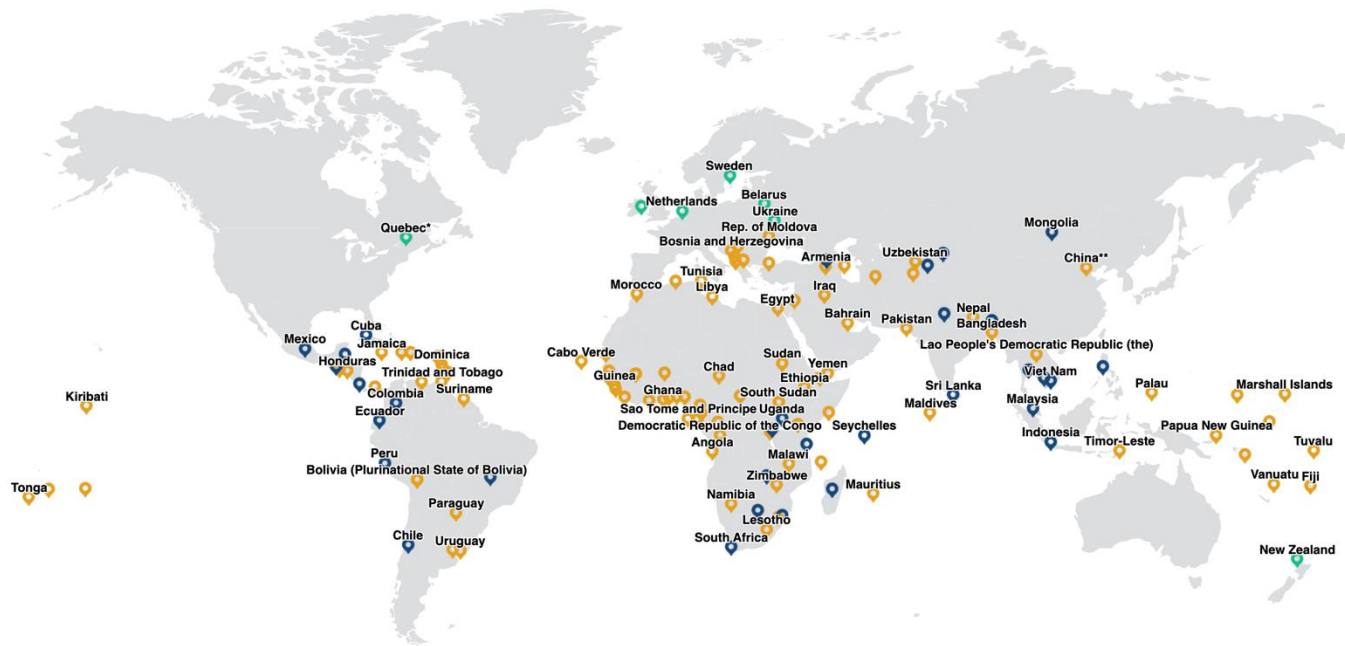 Sweden
Belarus
Netherlands
Ukraine
Quebec*
Rep. of Moldova
Mongolia
Bosnia and Herzegovina
Uzbekistan
Armenia
China**
Tunisia
Morocco
Libya
Iraq
Egypt
Nepal
Bahrain
Pakistan
Bangladesh
Cuba
Mexico
Jamaica
Lao People's Democratic Republic (the)
Dominica
Honduras
Cabo Verde
Chad
Sudan
Yemen
Trinidad and Tobago
Guinea
Ethiopia
Viet Nam
Suriname
Colombia
Ghana
South Sudan
Sri Lanka
Palau
Marshall Islands
Kiribati
Ecuador
Sao Tome and Principe
Uganda
Maldives
Malaysia
Democratic Republic of the Congo
Seychelles
Papua New Guinea
Angola
Indonesia
Timor-Leste
Tuvalu
Peru
Malawi
Bolivia (Plurinational State of Bolivia)
Zimbabwe
Tonga
Mauritius
Vanuatu
Fiji
Namibia
Paraguay
Lesotho
Chile
Uruguay
South Africa
New Zealand